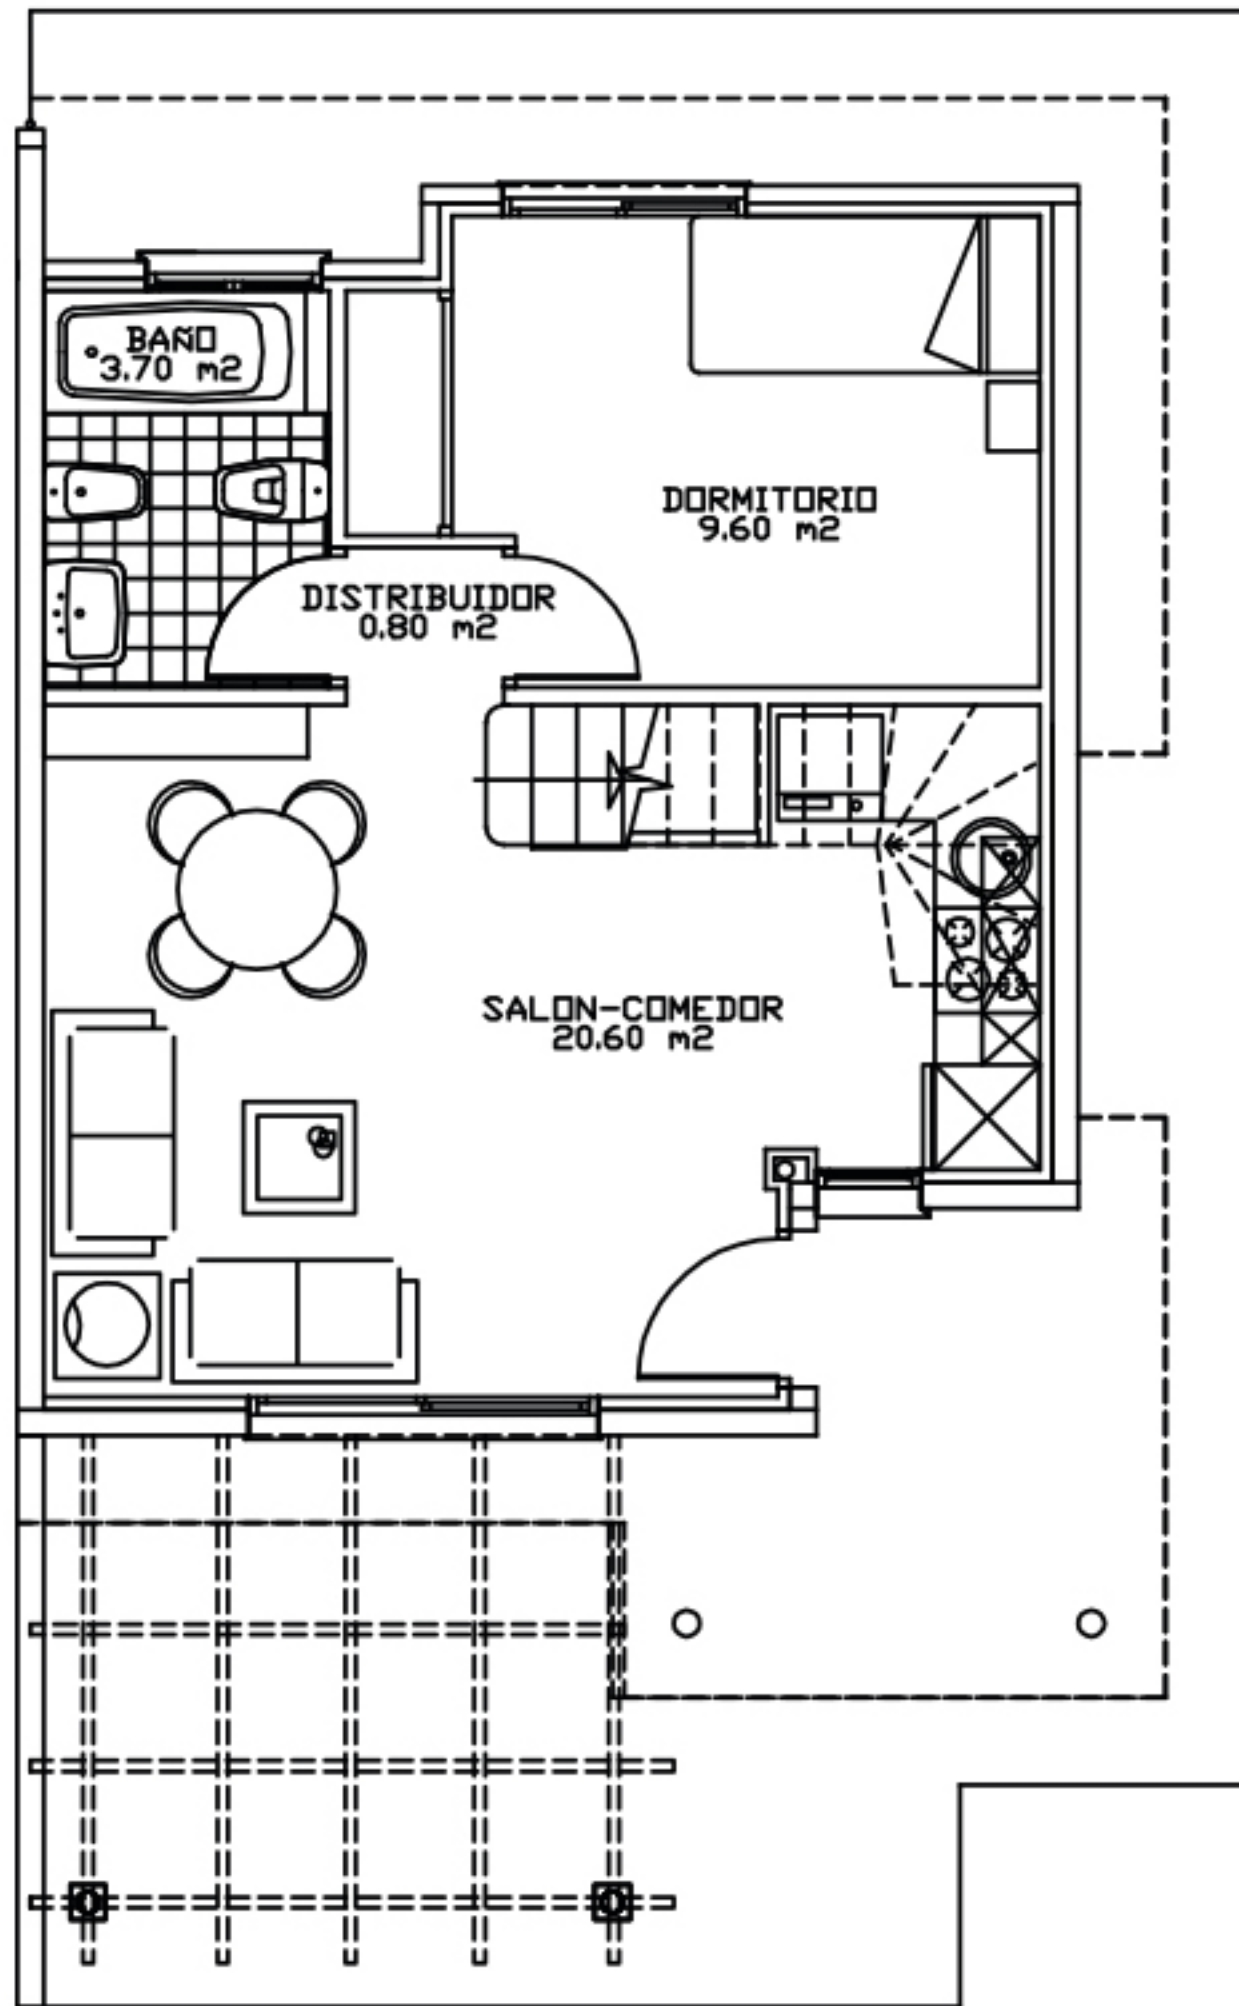 BAÑO
3.70 m2
DORMITORIO
9.60 m2
DISTRIBUIDOR
0.80 m2
SALON-COMEDOR
20.60 m2